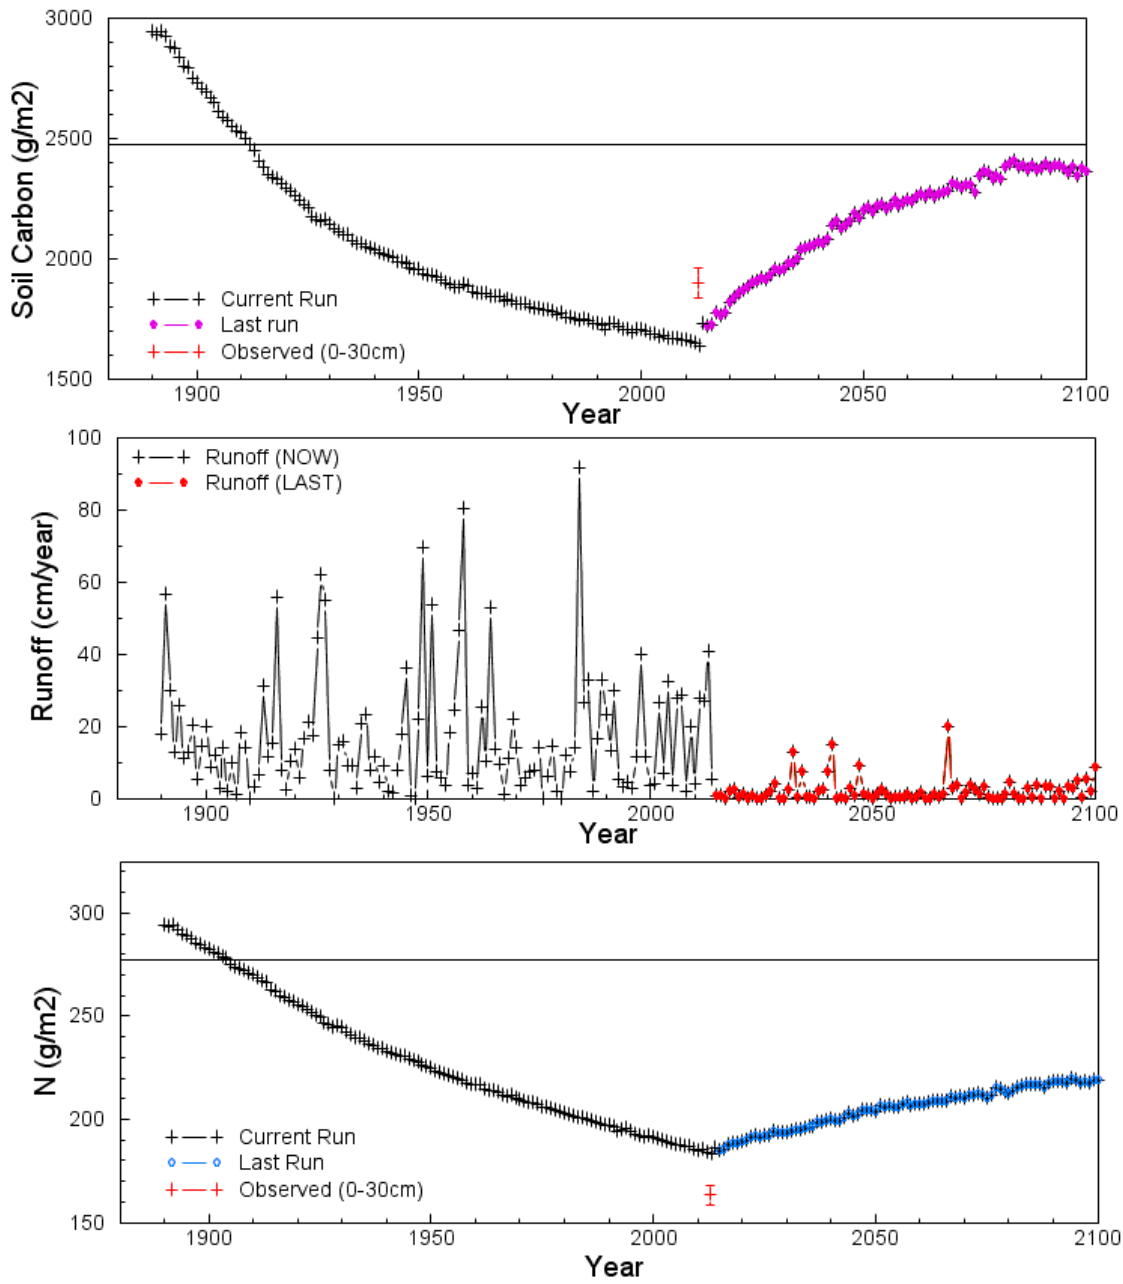 3000
2500
2000
1500
Soil Carbon (g/m2)
Current Run
Last run
Observed (0-30cm)
1900
1950
2000
2050
2100
Year
100
80
60
40
20
0
Runoff (cm/year)
Runoff (NOW)
Runoff (LAST)
1900
1950
2000
2050
2100
Year
300
250
200
150
N (g/m2)
Current Run
Last Run
Observed (0-30cm)
1900
1950
2000
2050
2100
Year